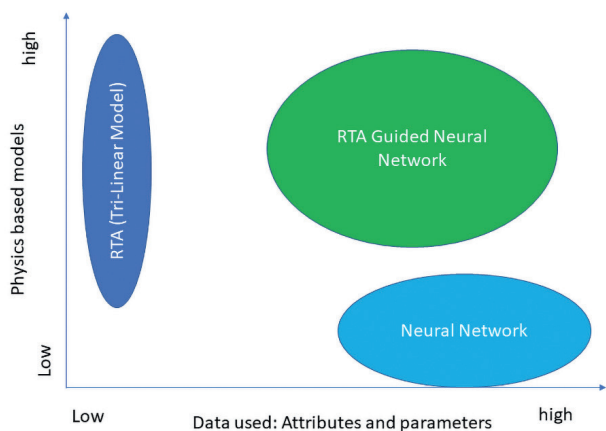 high
Physics based models
Low
RTA (Tri-Linear Model)
RTA Guided Neural
Network
Neural Network
Low
Data used: Attributes and parameters
high